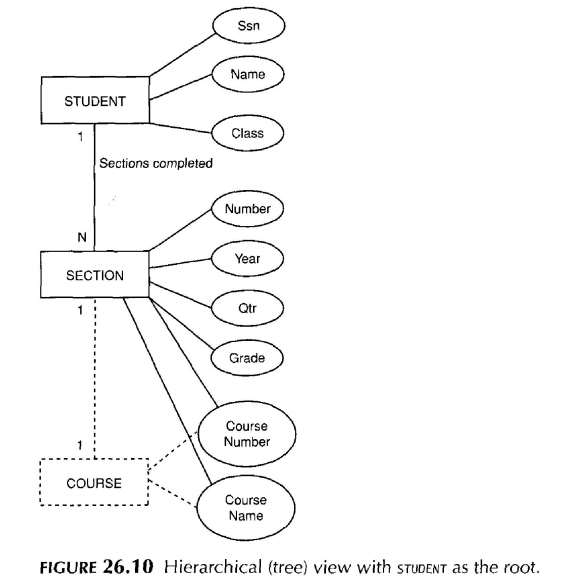 Ssn
Name
STUDENT
Class
1
Sections completed
Number
N
Year
SECTION
Qtr
1
Grade
Course
Number
1
COURSE
Course
Name
FIGURE 26.10 Hierarchical (tree) view with STUDENT as the root.